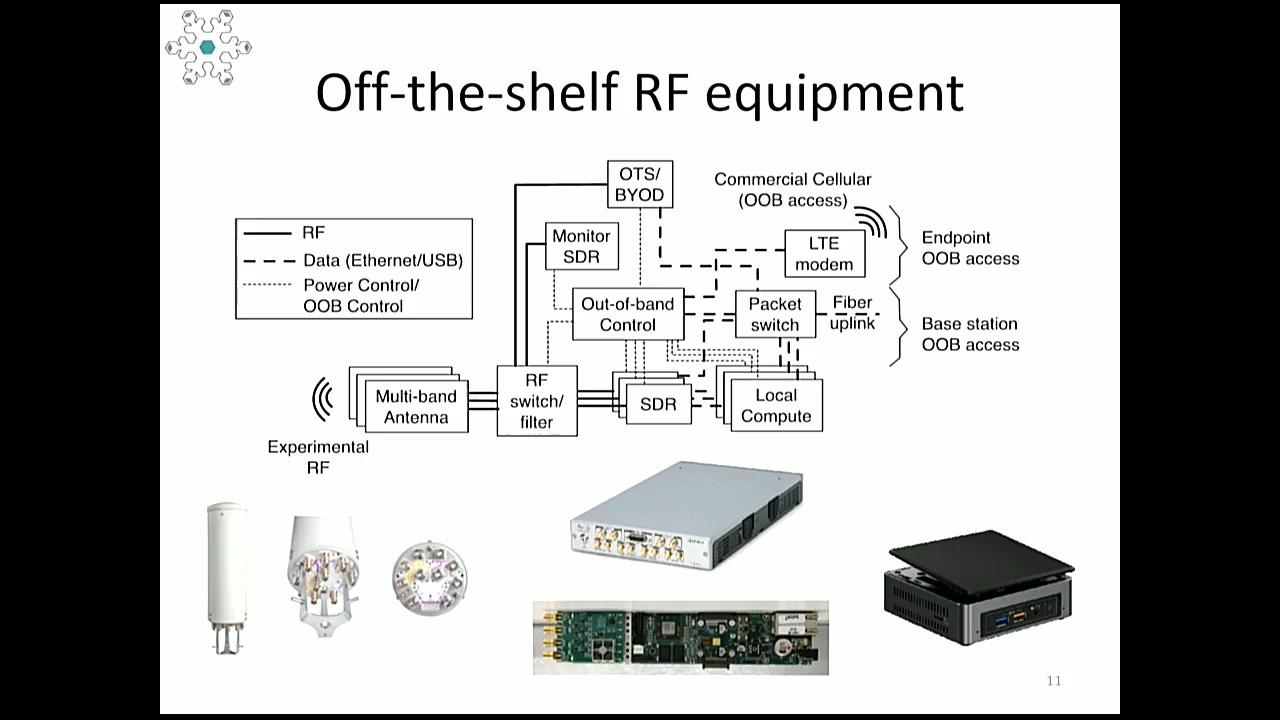 Off-the-shelf RF equipment
OTS/
BYOD
Commercial Cellular
(OOB access)
RF
Data (Ethernet/USB)
Power Control/
OOB Control
Monitor
SDR
LTE
modem
Endpoint
OOB access
Out-of-band
Control
Packet
switch
Fiber
uplink
Base station
OOB access
Multi-band
Antenna
RF
switch/
filter
SDR
Local
Compute
Experimental
RF
11